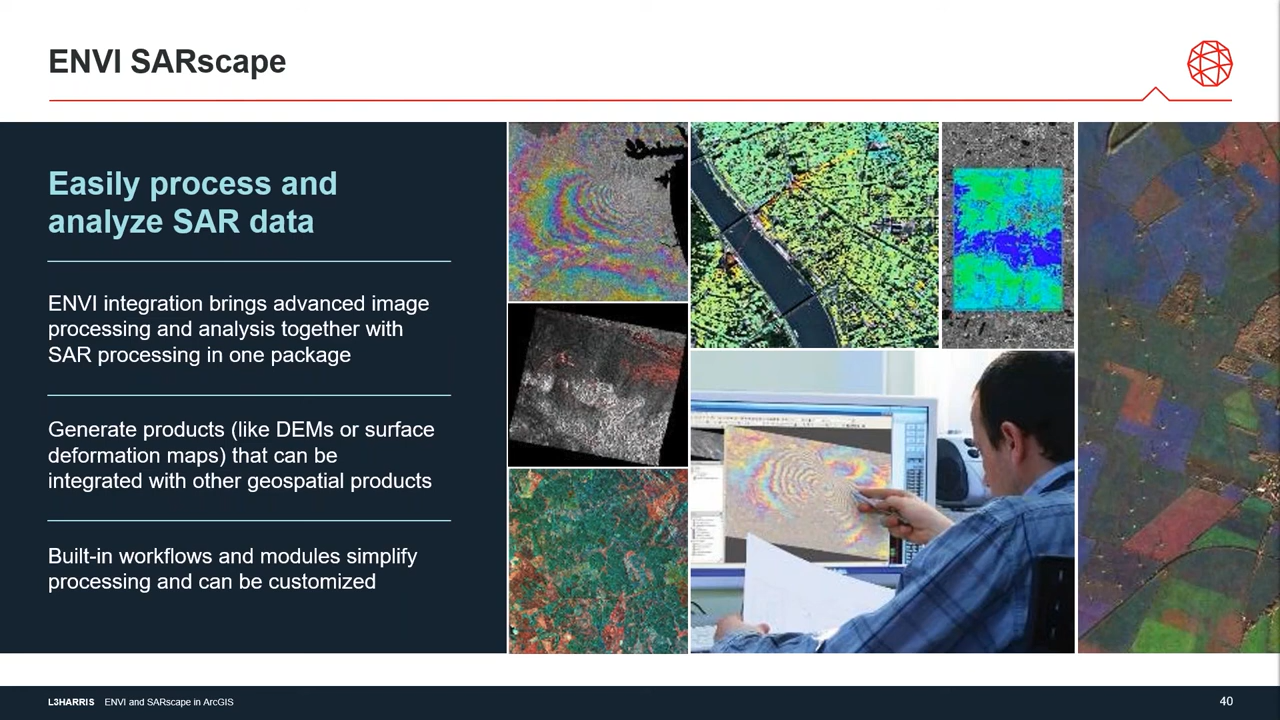 ENVI SARscape
Easily process and
analyze SAR data
ENVI integration brings advanced image
processing and analysis together with
SAR processing in one package
Generate products (like DEMs or surface
deformation maps) that can be
integrated with other geospatial products
Built-in workflows and modules simplify
processing and can be customized
L3HARRIS ENVI and SARscape in ArcGIS
40